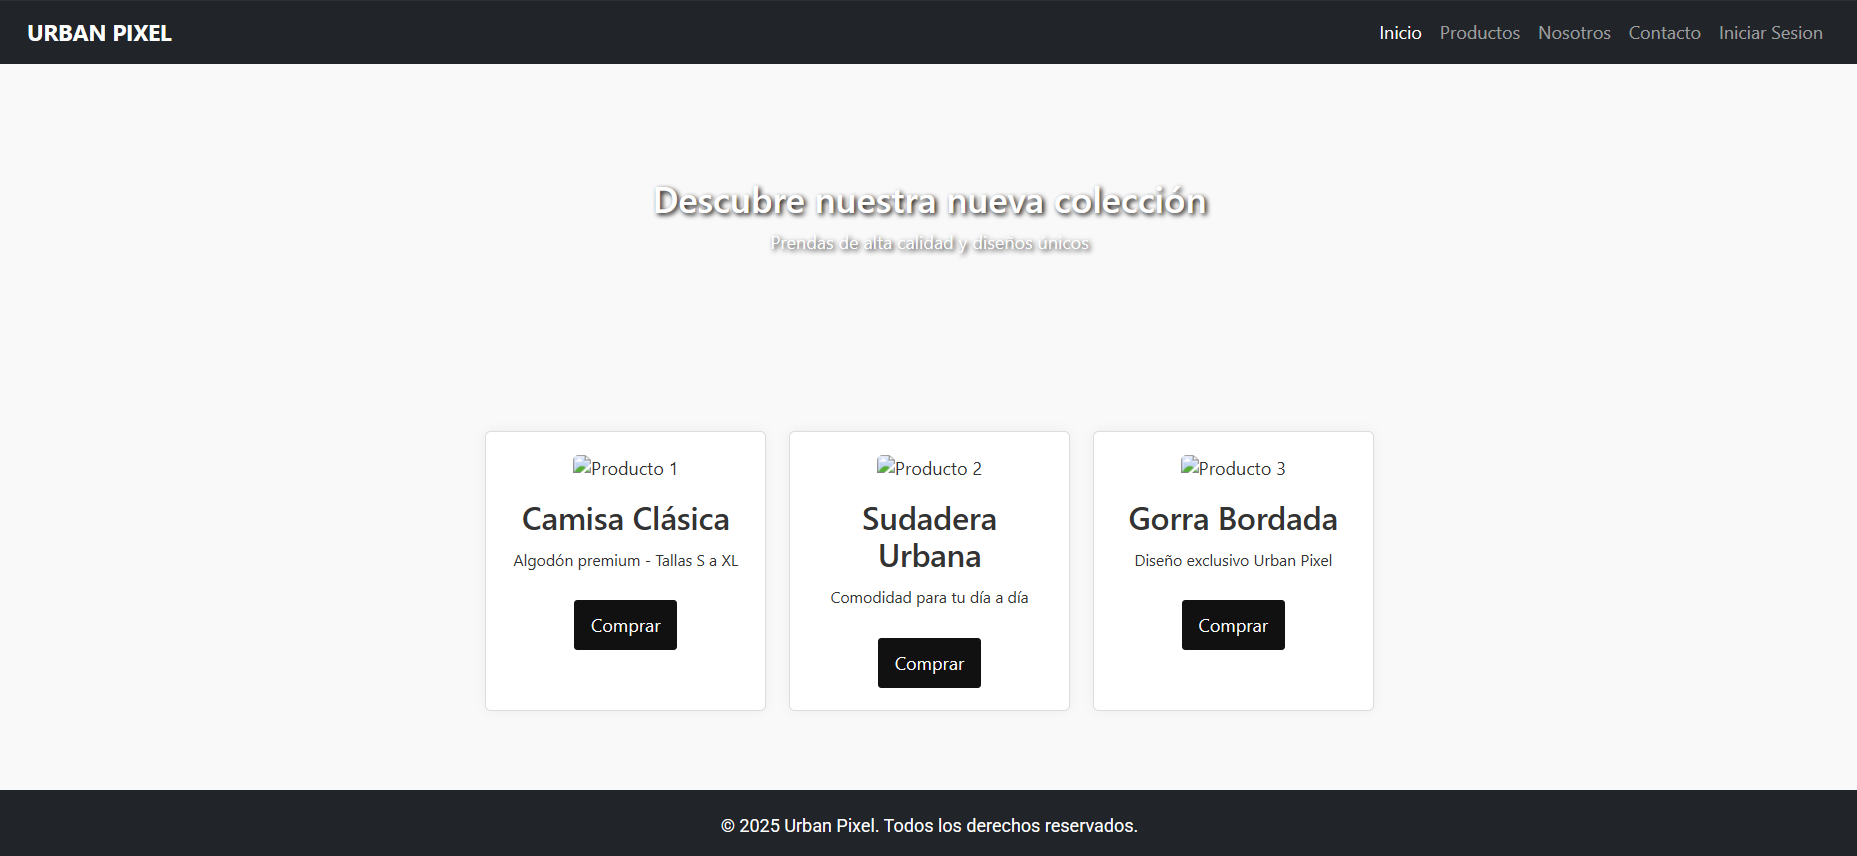 URBAN PIXEL
Inicio Productos Nosotros Contacto Iniciar Sesion
Descubre nuestra nueva colección
Prendas de alta calidad y diseños únicos
Producto 1
Camisa Clásica
Algodón premium - Tallas S a XL
Comprar
Producto 2
Sudadera
Urbana
Comodidad para tu día a día
Comprar
Producto 3
Gorra Bordada
Diseño exclusivo Urban Pixel
Comprar
© 2025 Urban Pixel. Todos los derechos reservados.